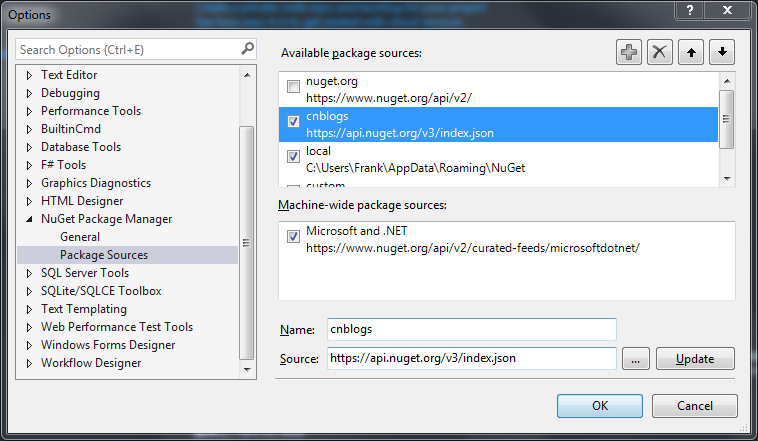 Options
Search Options (Ctrl+E)
Text Editor
Debugging
Performance Tools
BuiltinCmd
Database Tools
F# Tools
Graphics Diagnostics
HTML Designer
NuGet Package Manager
General
Package Sources
SQL Server Tools
SQLite/SQLCE Toolbox
Text Templating
Web Performance Test Tools
Windows Forms Designer
Workflow Designer
Available package sources:
nuget.org
https://www.nuget.org/api/v2/
cnblogs
https://api.nuget.org/v3/index.json
local
C:\Users\Frank\AppData\Roaming\NuGet
custom
Machine-wide package sources:
Microsoft and .NET
https://www.nuget.org/api/v2/curated-feeds/microsoftdotnet/
Name: cnblogs
Source: https://api.nuget.org/v3/index.json ... Update
OK Cancel